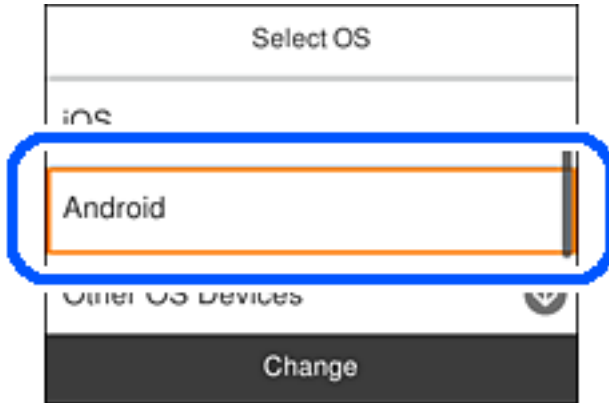 Select OS
iOS
Android
Other OS Devices
Change